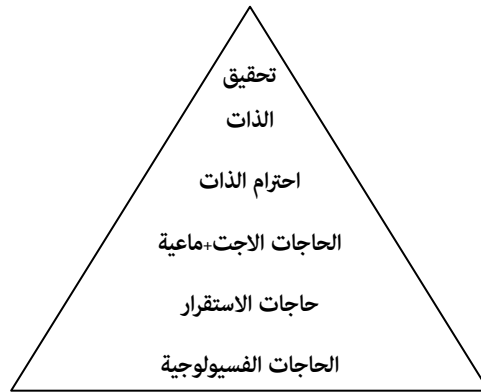 تحقيق
الذات
احترام الذات
الحاجات الاجت+ماعية
حاجات الاستقرار
الحاجات الفسيولوجية